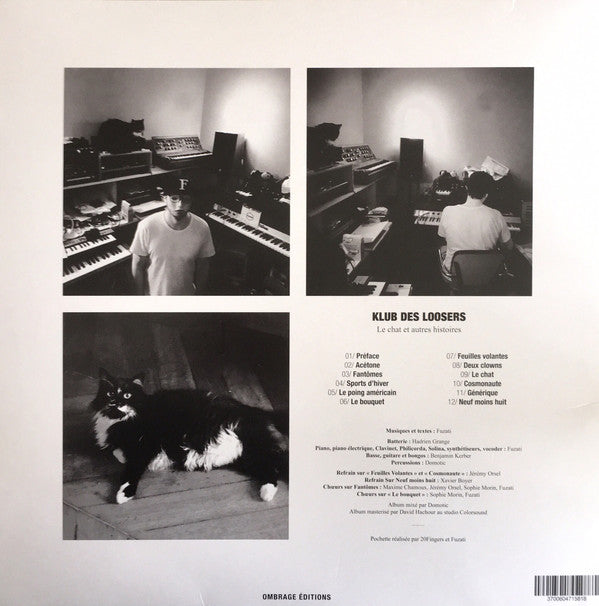 F
KLUB DES LOOSERS
Le chat et autres histoires
01/ Préface
02/ Acétone
03/ Fantômes
04/ Sports d'hiver
05/ Le poing américain
06/ Le bouquet
07/ Feuilles volantes
08/ Deux clowns
09/ Le chat
10/ Cosmonaute
11/ Générique
12/ Neuf moins huit
Musiques et textes : Fuzati
Batterie : Hadrien Grange
Piano, piano électrique, Clavinet, Philicorda, Solina, synthétiseurs, vocoder : Fuzati
Basse, guitare et bongos : Benjamin Kerber
Percussions : Domotic
Refrain sur « Feuilles Volantes » et « Cosmonaute » : Jérémy Orsel
Refrain Sur Neuf moins huit : Xavier Boyer
Chœurs sur Fantômes : Maxime Chamoux, Jérémy Orsel, Sophie Morin, Fuzati
Chœurs sur « Le bouquet » : Sophie Morin, Fuzati
Album mixé par Domotic
Album masterisé par David Hachour au studio Colorsound
Pochette réalisée par 20Fingers et Fuzati
OMBRAGE ÉDITIONS
3700604715818